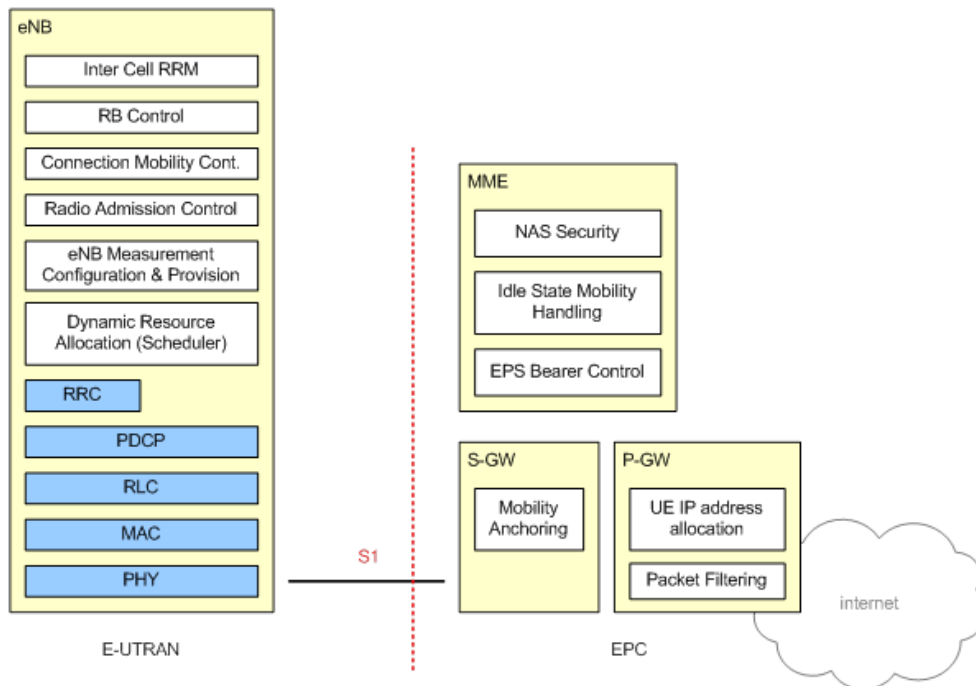 eNB
Inter Cell RRM
RB Control
Connection Mobility Cont.
Radio Admission Control
eNB Measurement
Configuration & Provision
Dynamic Resource
Allocation (Scheduler)
RRC
PDCP
RLC
MAC
PHY
E-UTRAN
S1
MME
NAS Security
Idle State Mobility
Handling
EPS Bearer Control
S-GW
Mobility
Anchoring
P-GW
UE IP address
allocation
Packet Filtering
EPC
internet